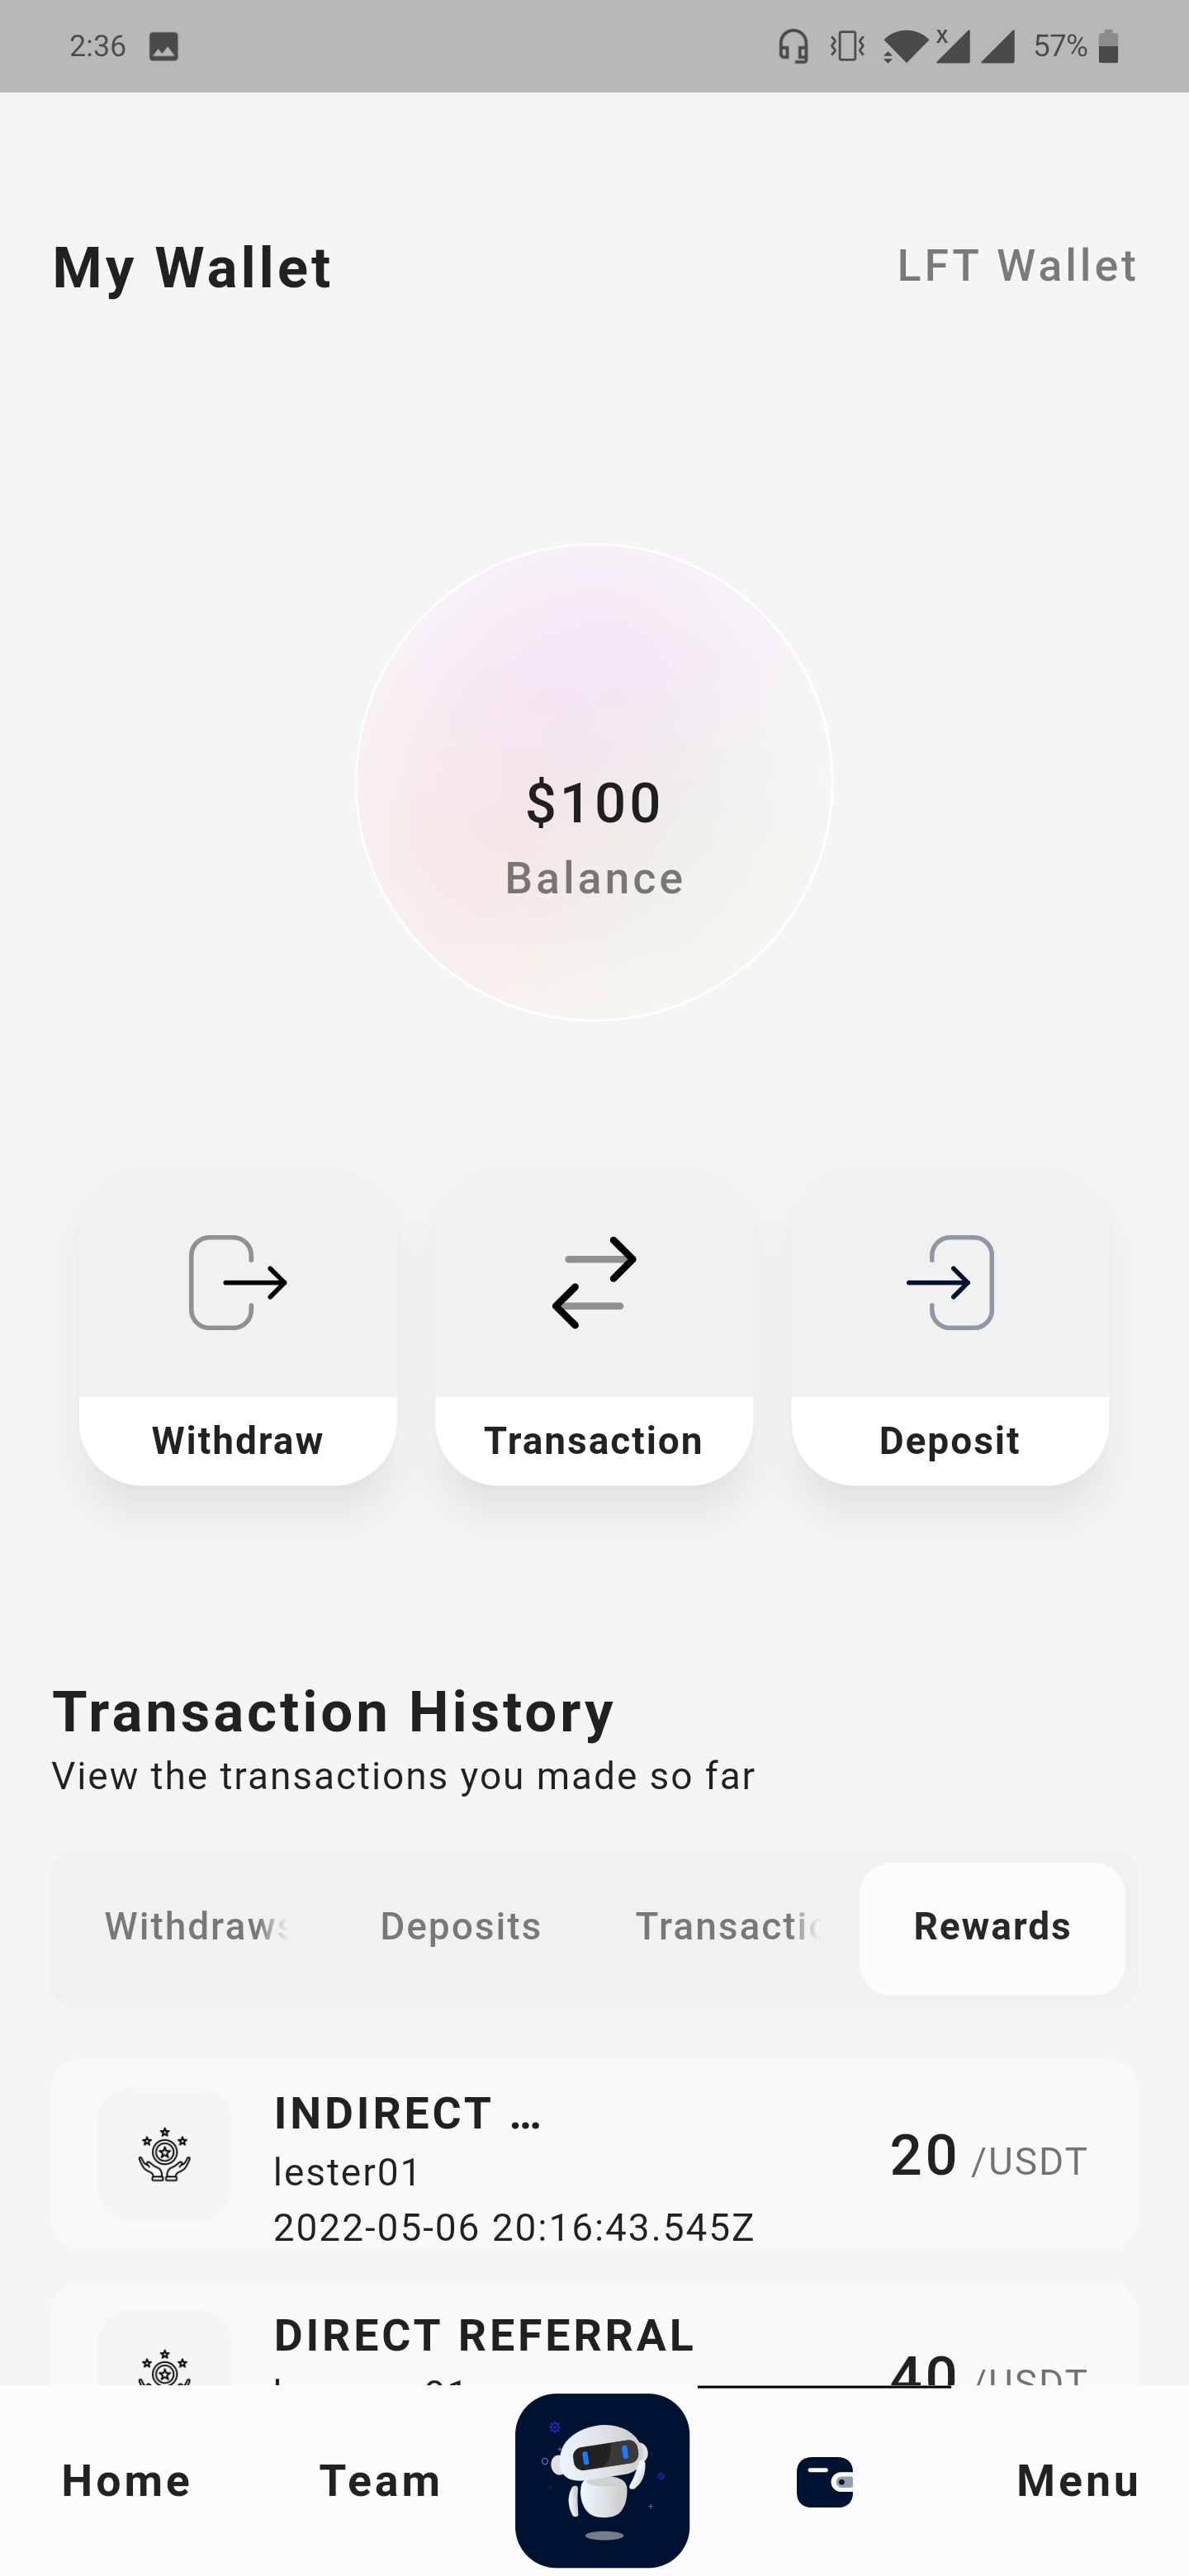 2:36
57%
My Wallet
LFT Wallet
$100
Balance
Withdraw
Transaction
Deposit
Transaction History
View the transactions you made so far
Withdraws
Deposits
Transactio
Rewards
INDIRECT ...
lester01
2022-05-06 20:16:43.545Z
20 /USDT
DIRECT REFERRAL
40 /USDT
Home
Team
Menu